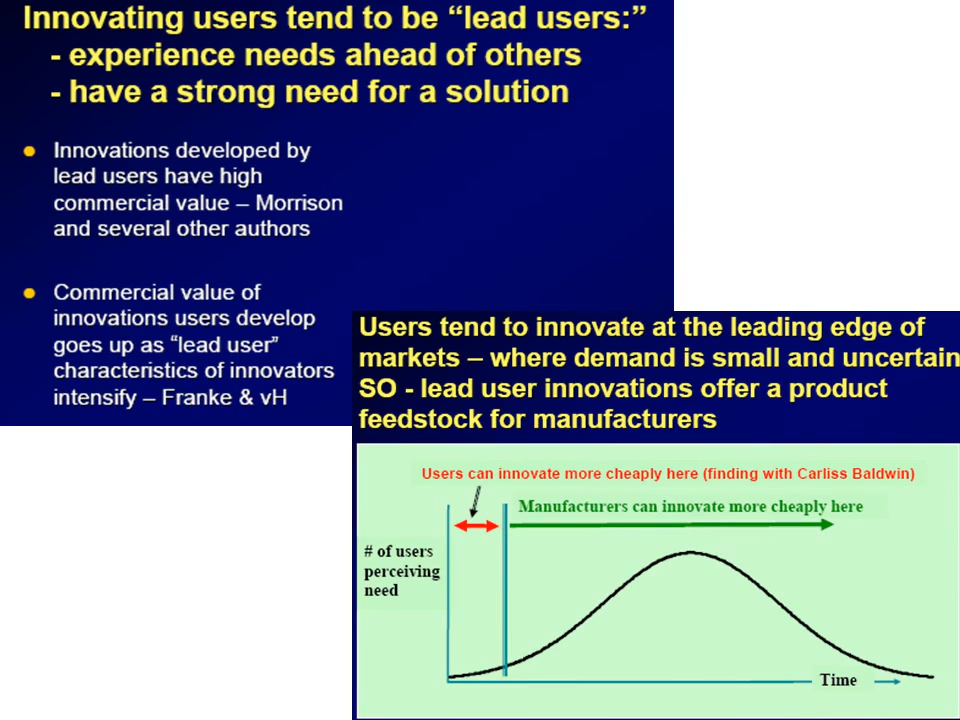 Innovating users tend to be “lead users:”
- experience needs ahead of others
- have a strong need for a solution
● Innovations developed by
lead users have high
commercial value – Morrison
and several other authors
● Commercial value of
innovations users develop
goes up as “lead user”
characteristics of innovators
intensify – Franke & vH
Users tend to innovate at the leading edge of
markets – where demand is small and uncertain
SO - lead user innovations offer a product
feedstock for manufacturers
Users can innovate more cheaply here (finding with Carliss Baldwin)
Manufacturers can innovate more cheaply here
# of users
perceiving
need
Time